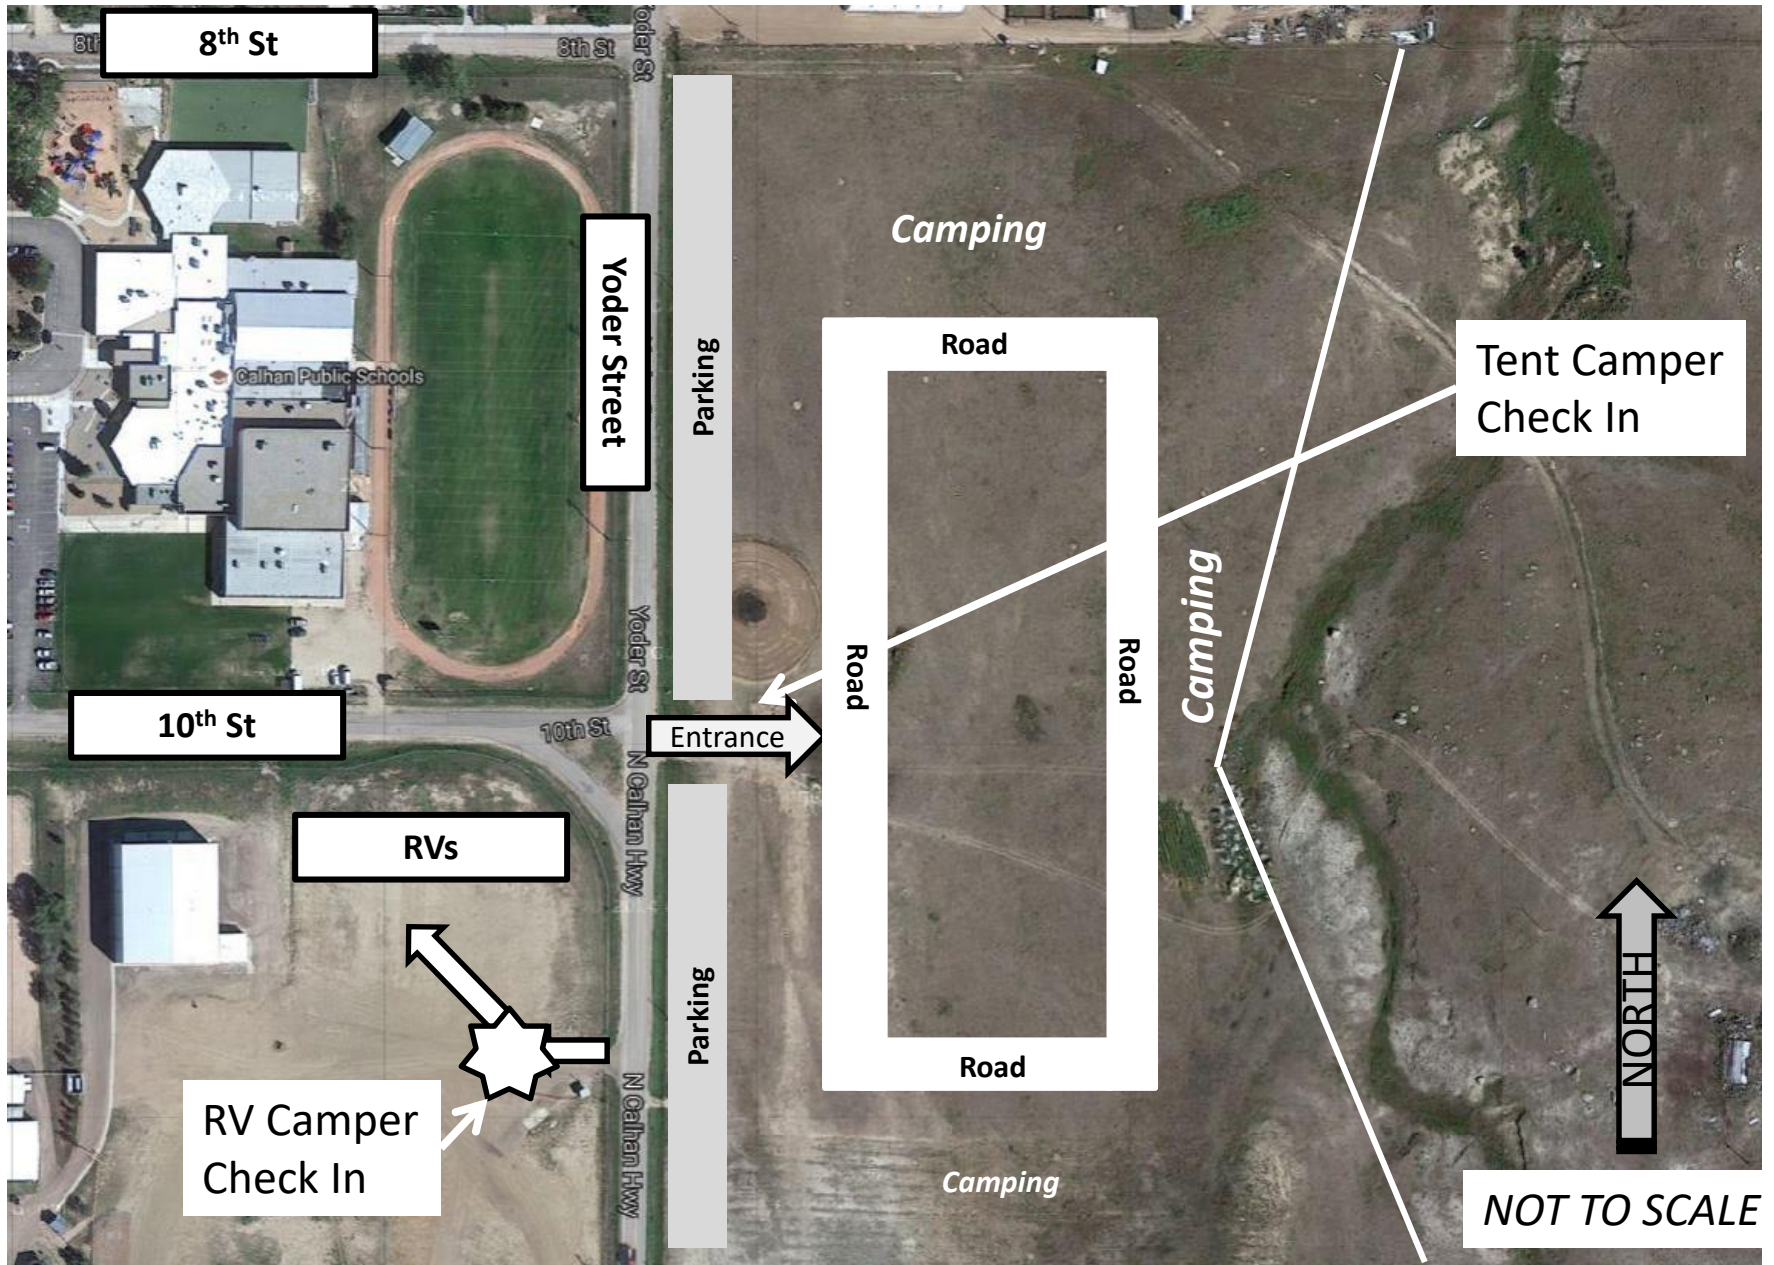 8th St
8th
8th St
Yoder St
Camping
Yoder Street
Parking
Road
Tent Camper
Check In
Calhan Public Schools
Camping
Yoder St
Road
Road
10th St
10th St
Entrance
N Calhan Hwy
RVs
Parking
NORTH
Road
RV Camper
Check In
N Calhan Hwy
Camping
NOT TO SCALE